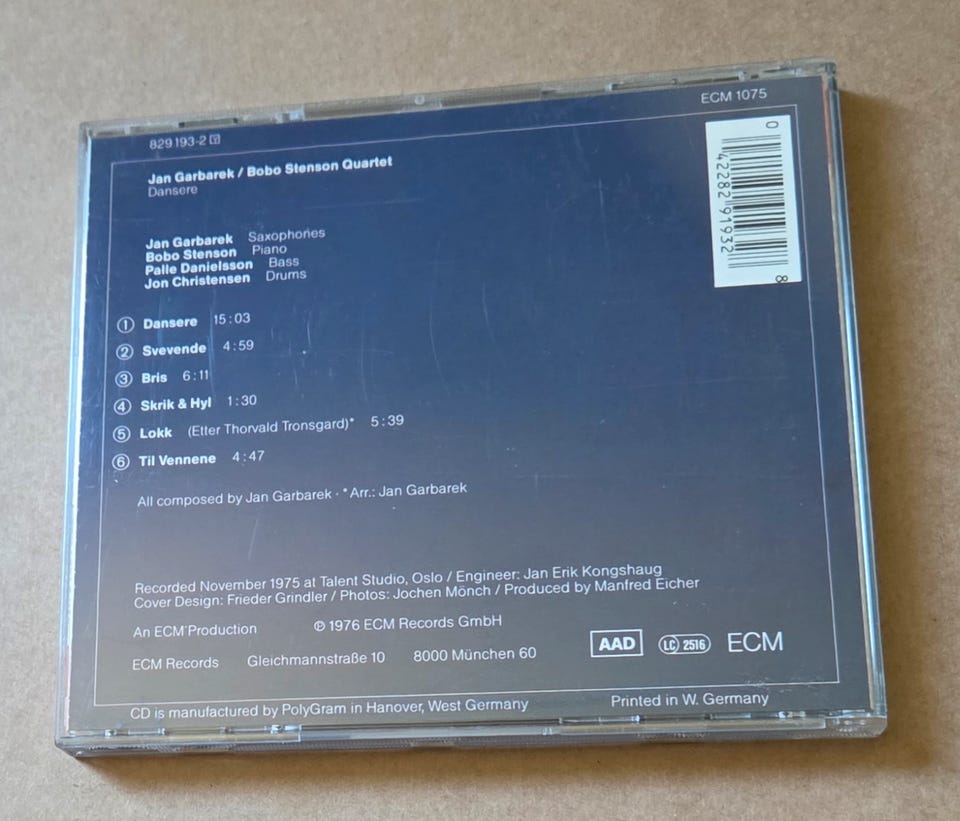 829 193-2 Y
ECM 1075
0 42282 91932 8
Jan Garbarek / Bobo Stenson Quartet
Dansere
Jan Garbarek Saxophones
Bobo Stenson Piano
Palle Danielsson Bass
Jon Christensen Drums
1 Dansere 15:03
2 Svevende 4:59
3 Bris 6:11
4 Skrik & Hyl 1:30
5 Lokk (Etter Thorvald Tronsgard)* 5:39
6 Til Vennene 4:47
All composed by Jan Garbarek · *Arr.: Jan Garbarek
Recorded November 1975 at Talent Studio, Oslo / Engineer: Jan Erik Kongshaug
Cover Design: Frieder Grindler / Photos: Jochen Mönch / Produced by Manfred Eicher
An ECM Production ℗ 1976 ECM Records GmbH
ECM Records Gleichmannstraße 10 8000 München 60
AAD LC 2516 ECM
CD is manufactured by PolyGram in Hanover, West Germany
Printed in W. Germany